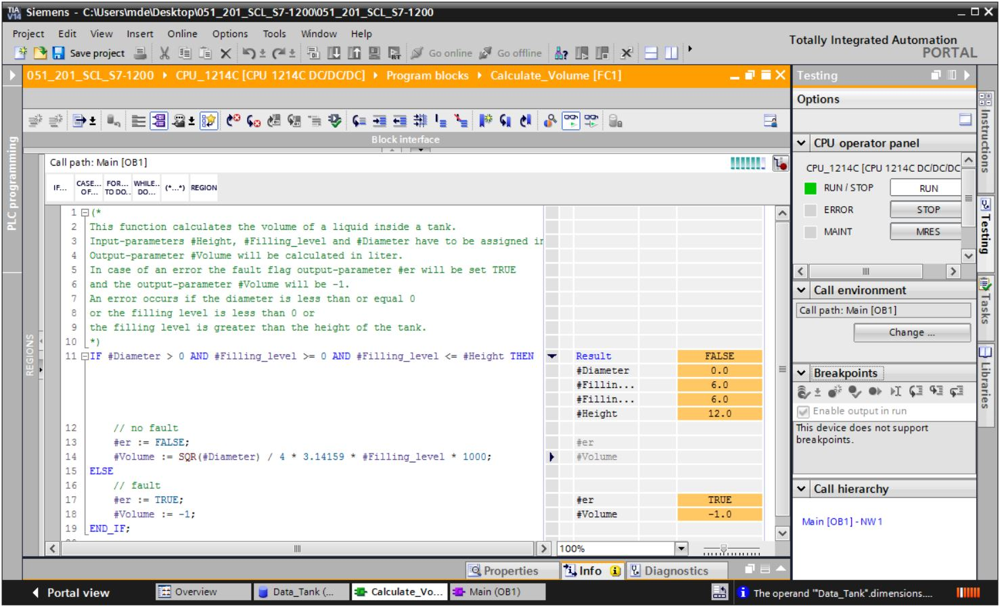 TIA V14 Siemens - C:\Users\mde\Desktop\051_201_SCL_S7-1200\051_201_SCL_S7-1200
Project Edit View Insert Online Options Tools Window Help
Totally Integrated Automation
PORTAL
Save project Go online Go offline
051_201_SCL_S7-1200 CPU_1214C [CPU 1214C DC/DC/DC] Program blocks Calculate_Volume [FC1]
Testing
Options
Block interface
Call path: Main [OB1]
IF... CASE... OF... FOR... TO DO.. WHILE.. DO... (*...*) REGION
PLC programming
REGIONS
1 (*
2 This function calculates the volume of a liquid inside a tank.
3 Input-parameters #Height, #Filling_level and #Diameter have to be assigned in
4 Output-parameter #Volume will be calculated in liter.
5 In case of an error the fault flag output-parameter #er will be set TRUE
6 and the output-parameter #Volume will be -1.
7 An error occurs if the diameter is less than or equal 0
8 or the filling level is less than 0 or
9 the filling level is greater than the height of the tank.
10 *)
11 IF #Diameter > 0 AND #Filling_level >= 0 AND #Filling_level <= #Height THEN Result FALSE
#Diameter 0.0
#Fillin... 6.0
#Fillin... 6.0
#Height 12.0
12 // no fault
13 #er := FALSE; #er
14 #Volume := SQR(#Diameter) / 4 * 3.14159 * #Filling_level * 1000; #Volume
15 ELSE
16 // fault
17 #er := TRUE; #er TRUE
18 #Volume := -1; #Volume -1.0
19 END_IF;
100%
CPU operator panel
CPU_1214C [CPU 1214C DC/DC/DC
RUN / STOP RUN
ERROR STOP
MAINT MRES
Call environment
Call path: Main [OB1]
Change ...
Breakpoints
Enable output in run
This device does not support
breakpoints.
Call hierarchy
Main [OB1] - NW1
Instructions
Testing
Tasks
Libraries
Properties Info Diagnostics
Portal view Overview Data_Tank (... Calculate_Vo... Main (OB1) The operand '"Data_Tank".dimensions....